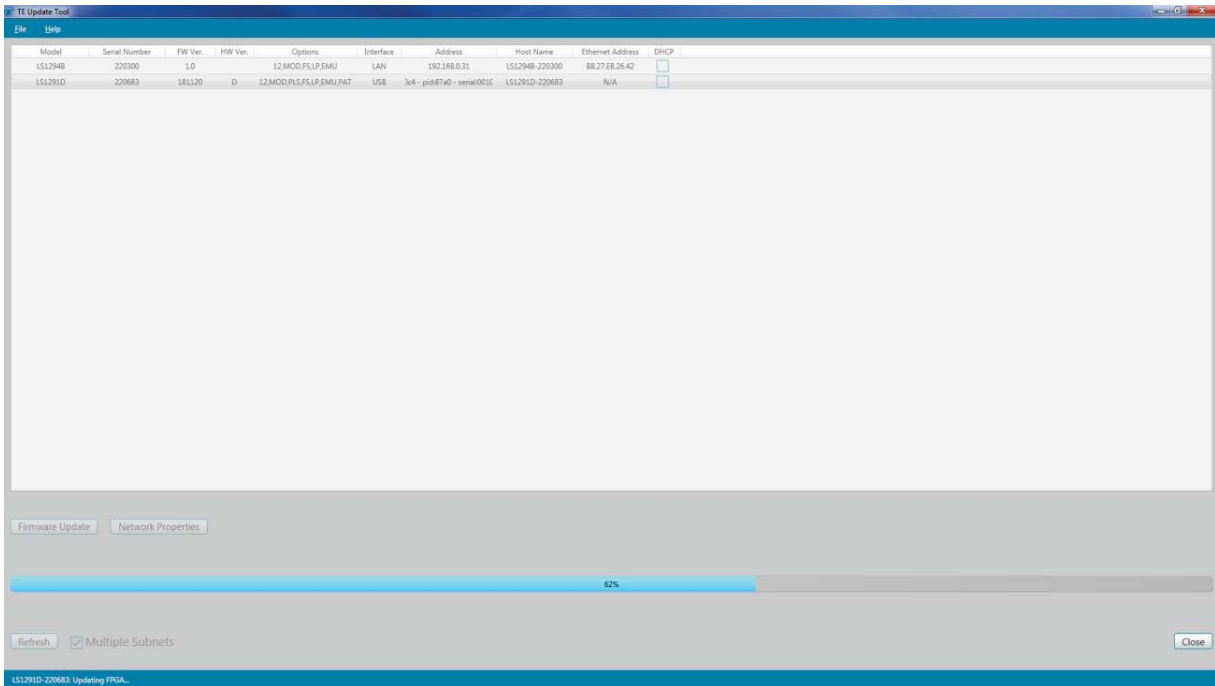 TE Update Tool
File Help
Model Serial Number FW Ver. HW Ver. Options Interface Address Host Name Ethernet Address DHCP
LS1294B 220300 1.0 12,MOD,FS,LP,EMU LAN 192.168.0.31 LS1294B-220300 B8.27.EB.26.42
LS1291D 220683 181120 D 12,MOD,PLS,FS,LP,EMU,PAT USB - pid:87a0 - LS1291D-220683 N/A
Firmware Update Network Properties
62%
Refresh Multiple Subnets Close
LS1291D-220683: Updating FPGA...